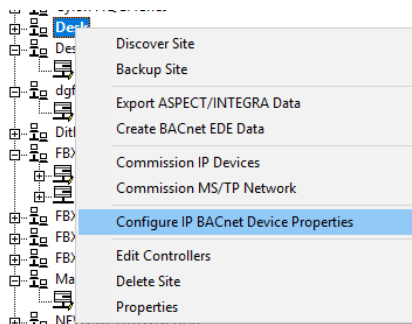 Desk
Discover Site
Des
Backup Site
dgf
Export ASPECT/INTEGRA Data
Create BACnet EDE Data
Ditl
FBX
Commission IP Devices
Commission MS/TP Network
FBX
Configure IP BACnet Device Properties
FBX
FBX
Edit Controllers
Ma
Delete Site
Properties